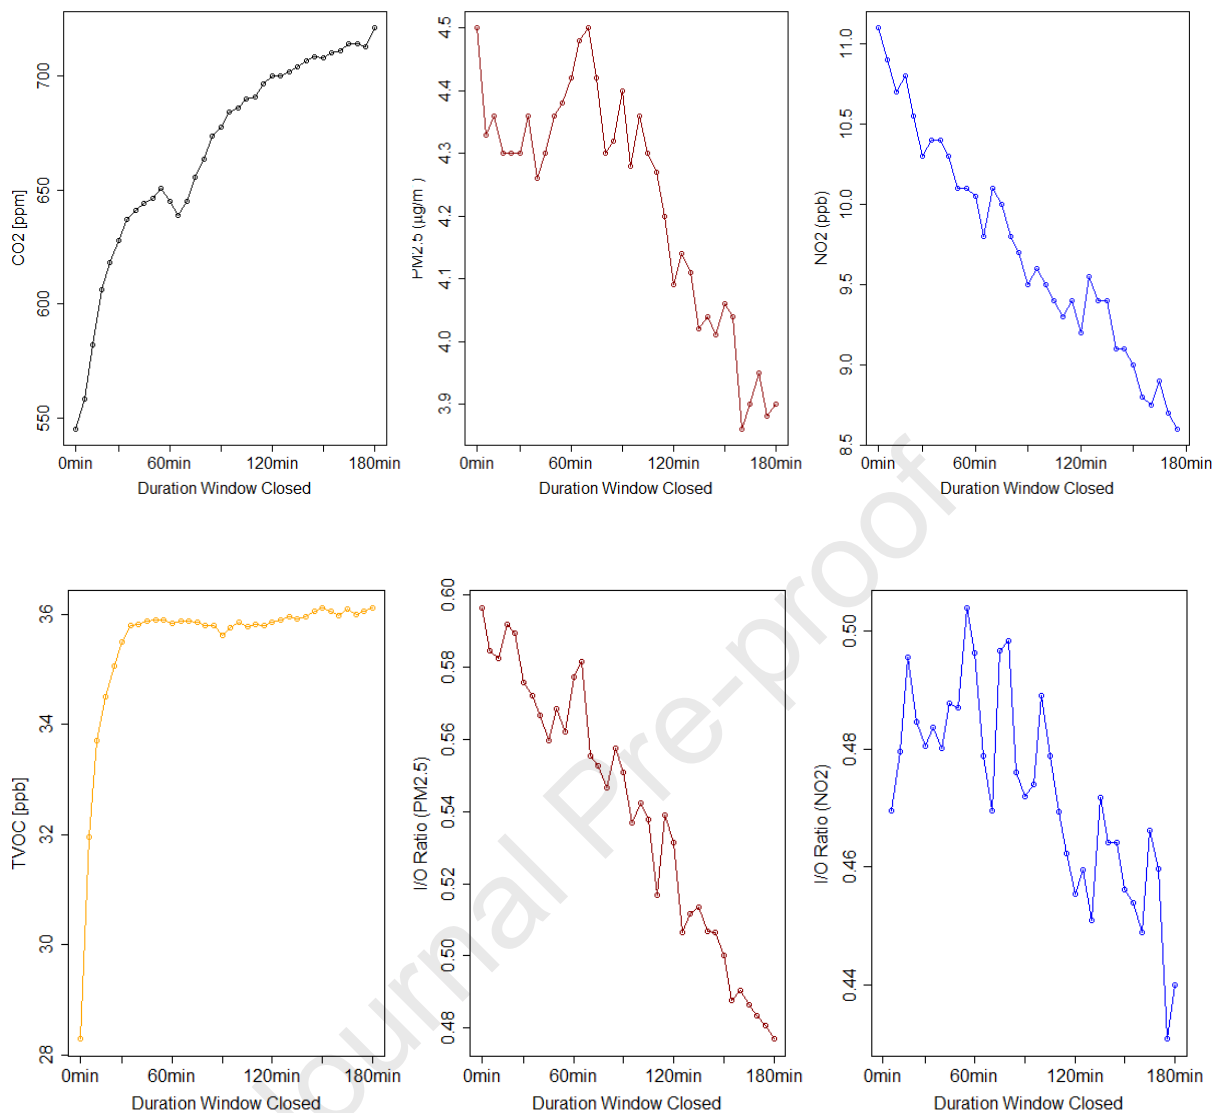 CO2 [ppm]
550 600 650 700
0min 60min 120min 180min
Duration Window Closed
PM2.5 (µg/m )
3.9 4.0 4.1 4.2 4.3 4.4 4.5
0min 60min 120min 180min
Duration Window Closed
NO2 (ppb)
8.5 9.0 9.5 10.0 10.5 11.0
0min 60min 120min 180min
Duration Window Closed
TVOC [ppb]
28 30 32 34 36
0min 60min 120min 180min
Duration Window Closed
I/O Ratio (PM2.5)
0.48 0.50 0.52 0.54 0.56 0.58 0.60
0min 60min 120min 180min
Duration Window Closed
I/O Ratio (NO2)
0.44 0.46 0.48 0.50
0min 60min 120min 180min
Duration Window Closed
Journal Pre-proof